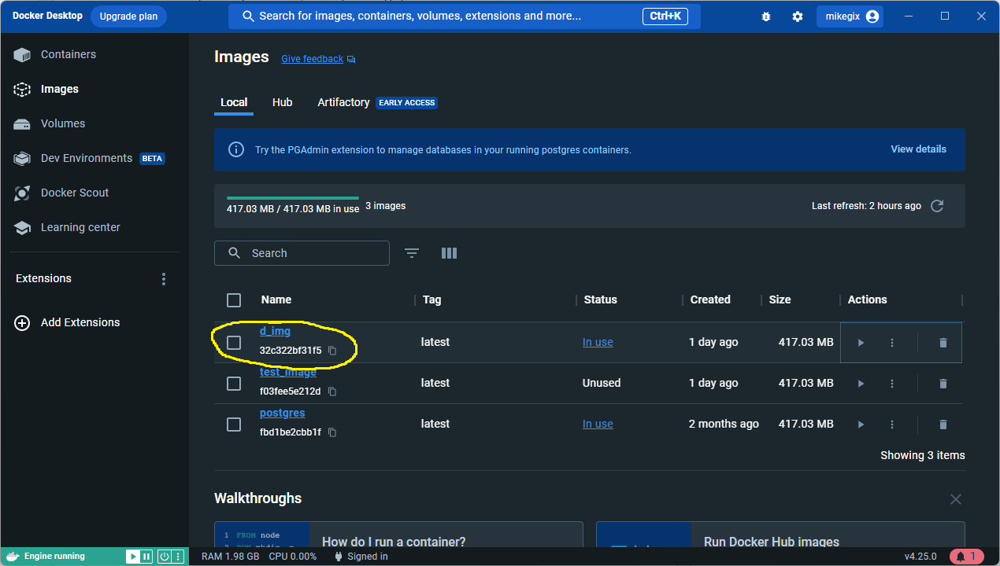 Docker Desktop Upgrade plan Search for images, containers, volumes, extensions and more... Ctrl+K mikegix
Containers
Images
Volumes
Dev Environments BETA
Docker Scout
Learning center
Extensions
Add Extensions
Images Give feedback
Local Hub Artifactory EARLY ACCESS
Try the PGAdmin extension to manage databases in your running postgres containers. View details
417.03 MB / 417.03 MB in use 3 images Last refresh: 2 hours ago
Search
Name Tag Status Created Size Actions
d_img
32c322bf31f5 latest In use 1 day ago 417.03 MB
test_image
f03fee5e212d latest Unused 1 day ago 417.03 MB
postgres
fbd1be2cbb1f latest In use 2 months ago 417.03 MB
Showing 3 items
Walkthroughs
1 FROM node
How do I run a container?
Run Docker Hub images
Engine running RAM 1.98 GB CPU 0.00% Signed in v4.25.0 1